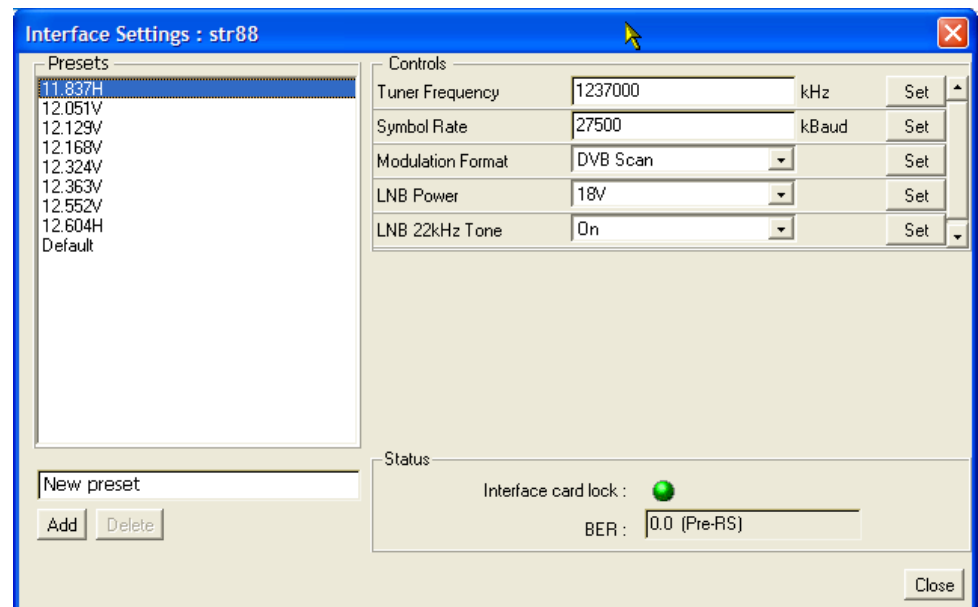 Interface Settings : str88
Presets
11.837H
12.051V
12.129V
12.168V
12.324V
12.363V
12.552V
12.604H
Default
New preset
Add Delete
Controls
Tuner Frequency 1237000 kHz Set
Symbol Rate 27500 kBaud Set
Modulation Format DVB Scan Set
LNB Power 18V Set
LNB 22kHz Tone On Set
Status
Interface card lock :
BER : 0.0 (Pre-RS)
Close